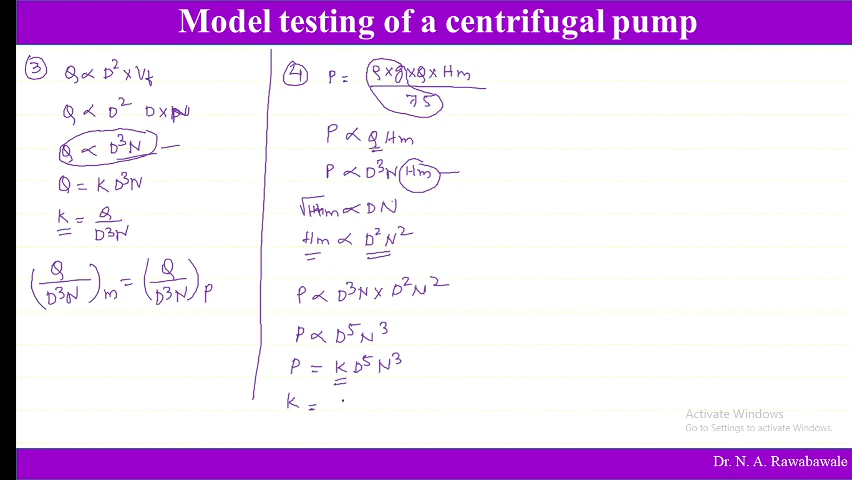 Model testing of a centrifugal pump
③ Q ∝ D² × Vf
Q ∝ D² D × N
Q ∝ D³N
Q = K D³N
K = Q / D³N
(Q / D³N)m = (Q / D³N)p
④ P = ρ × g × Q × Hm / 75
P ∝ Q Hm
P ∝ D³N Hm
√Hm ∝ DN
Hm ∝ D²N²
P ∝ D³N × D²N²
P ∝ D⁵N³
P = K D⁵N³
K =
Activate Windows
Go to Settings to activate Windows.
Dr. N. A. Rawabawale